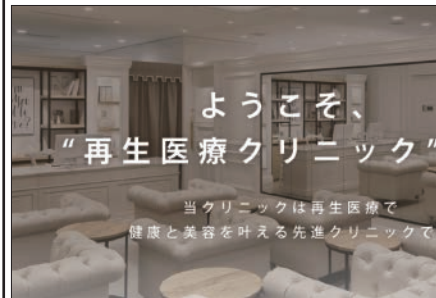 ようこそ、
“再生医療クリニック”
当クリニックは再生医療で
健康と美容を叶える先進クリニックで